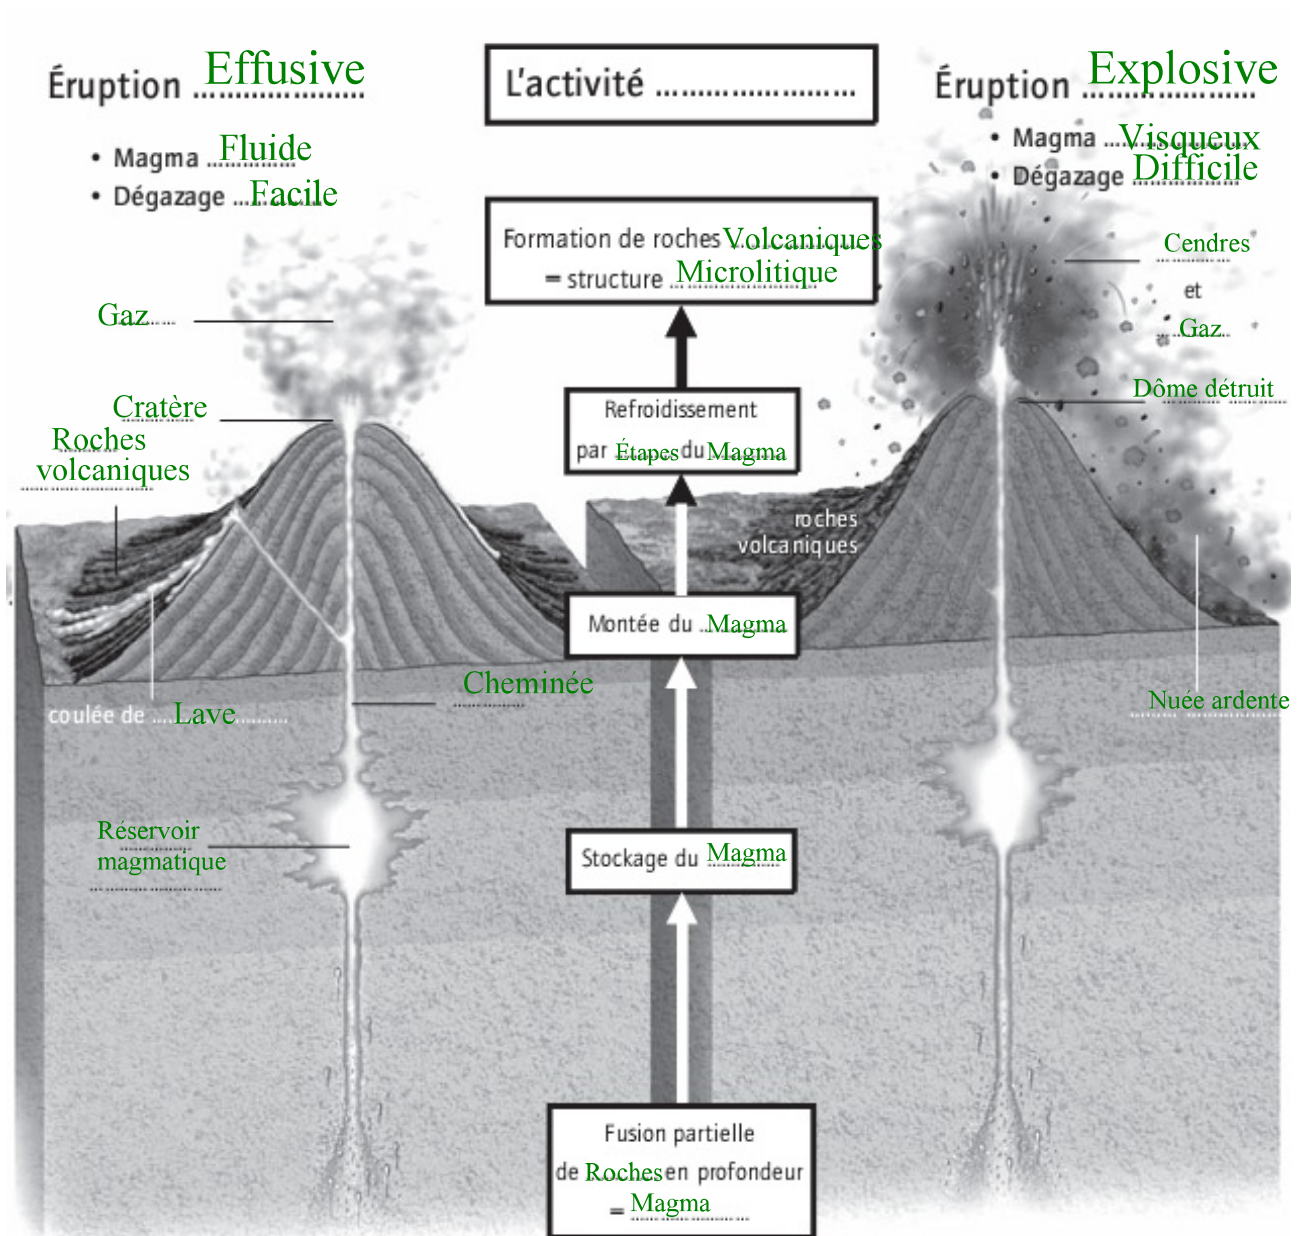 Éruption Effusive
• Magma Fluide
• Dégazage Facile
Gaz
Cratère
Roches
volcaniques
coulée de Lave
Cheminée
Réservoir
magmatique
L'activité ........................
Formation de roches Volcaniques
= structure Microlitique
Refroidissement
par Étapes du Magma
Montée du Magma
Stockage du Magma
Fusion partielle
de Roches en profondeur
= Magma
Éruption Explosive
• Magma Visqueux
• Dégazage Difficile
Cendres
et
Gaz
Dôme détruit
roches
volcaniques
Nuée ardente